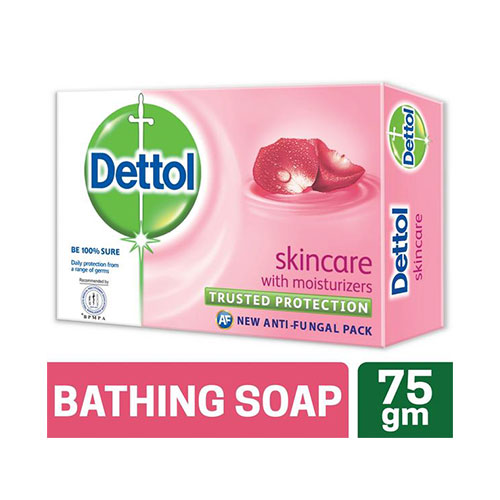 Dettol
BE 100% SURE
Daily protection from
a range of germs
Recommended by
BPMPA
skincare
with moisturizers
TRUSTED PROTECTION
AF NEW ANTI-FUNGAL PACK
Dettol
Dettol
skincare
BATHING SOAP
75
gm